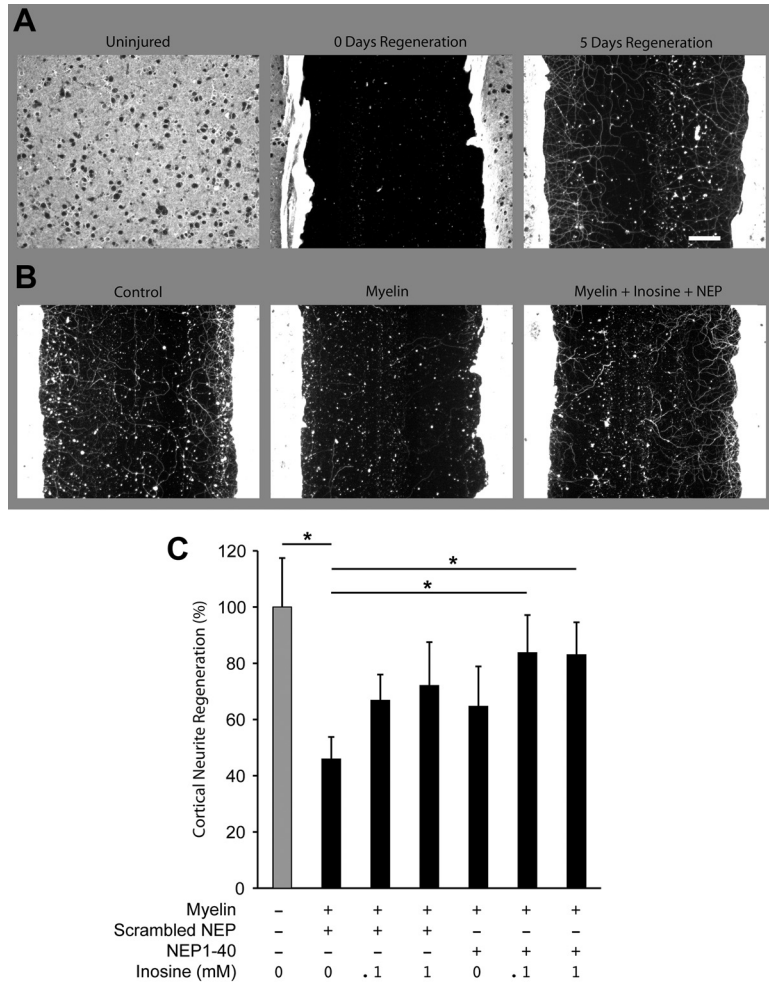 A
Uninjured 0 Days Regeneration 5 Days Regeneration
B
Control Myelin Myelin + Inosine + NEP
C
*
*
*
120
100
80
60
40
20
0
Cortical Neurite Regeneration (%)
Myelin – + + + + + +
Scrambled NEP – + + + – – –
NEP1-40 – – – – + + +
Inosine (mM) 0 0 .1 1 0 .1 1